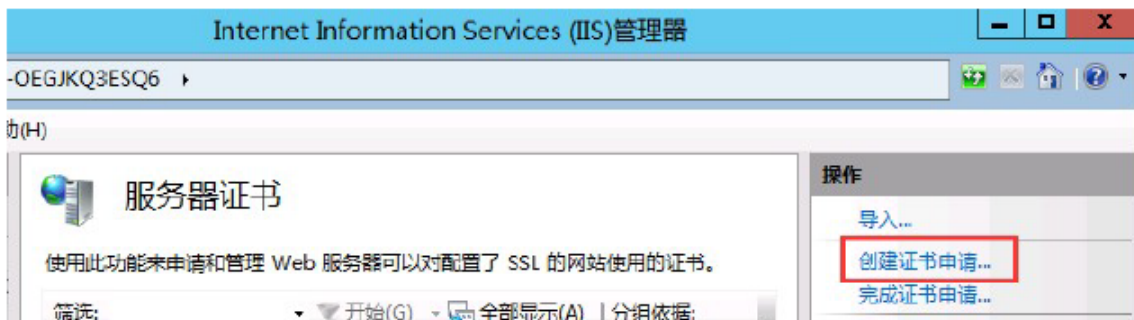 Internet Information Services (IIS)管理器
-OEGJKQ3ESQ6
助(H)
服务器证书
使用此功能来申请和管理 Web 服务器可以对配置了 SSL 的网站使用的证书。
筛选: 开始(G) 全部显示(A) 分组依据:
操作
导入...
创建证书申请...
完成证书申请...